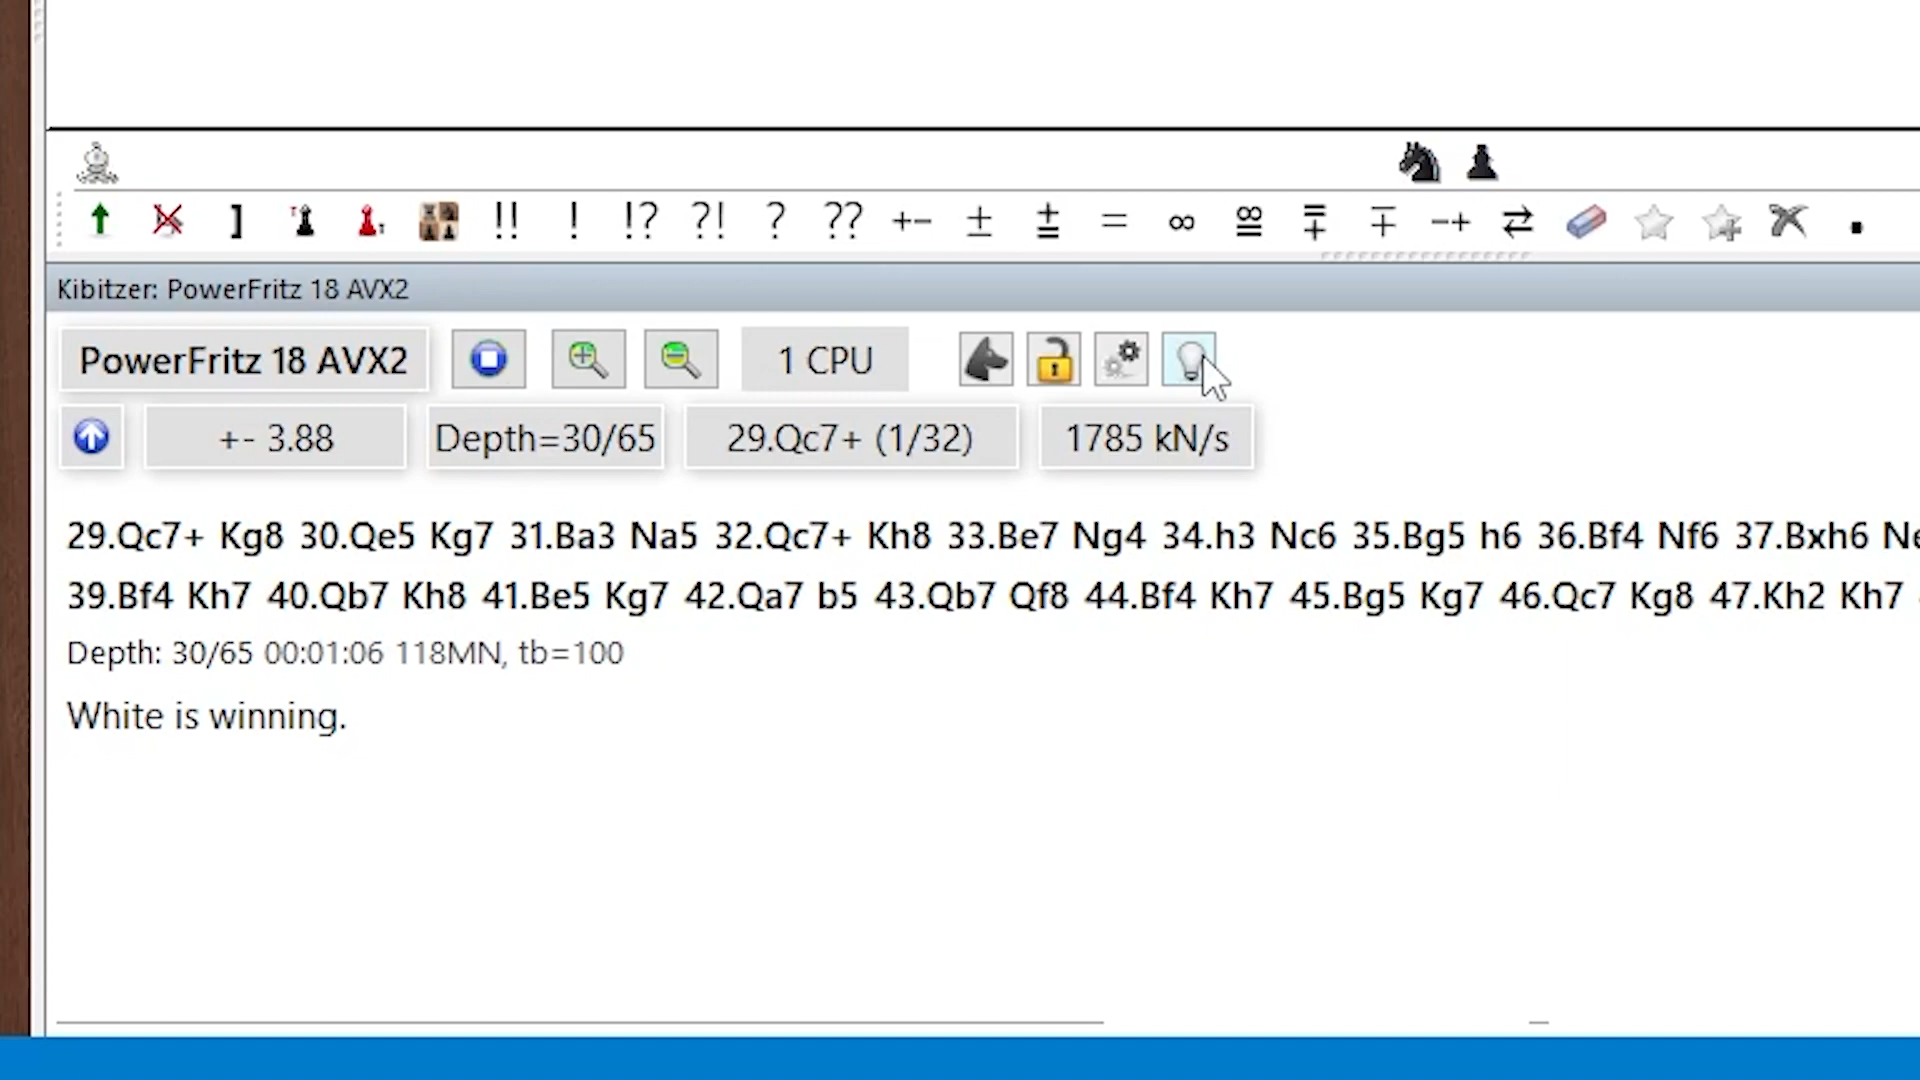 ] !! ! !? ?! ? ?? +- ± ⩲ = ∞ ≌ ⩱ ∓ -+ ⇄
Kibitzer: PowerFritz 18 AVX2
PowerFritz 18 AVX2 1 CPU
+- 3.88 Depth=30/65 29.Qc7+ (1/32) 1785 kN/s
29.Qc7+ Kg8 30.Qe5 Kg7 31.Ba3 Na5 32.Qc7+ Kh8 33.Be7 Ng4 34.h3 Nc6 35.Bg5 h6 36.Bf4 Nf6 37.Bxh6
39.Bf4 Kh7 40.Qb7 Kh8 41.Be5 Kg7 42.Qa7 b5 43.Qb7 Qf8 44.Bf4 Kh7 45.Bg5 Kg7 46.Qc7 Kg8 47.Kh2 Kh7
Depth: 30/65 00:01:06 118MN, tb=100
White is winning.